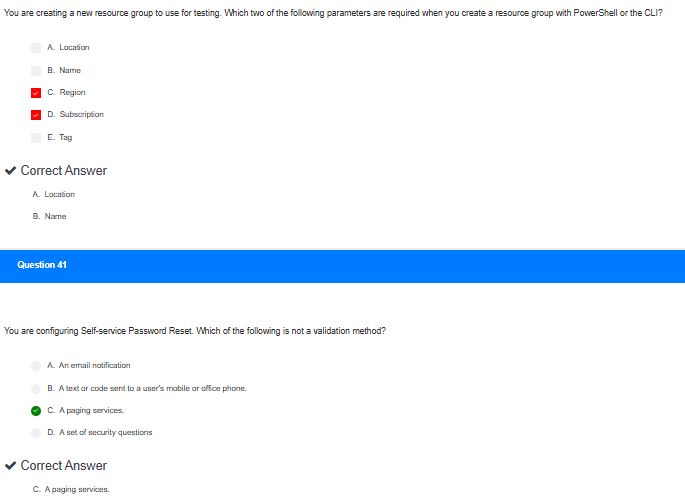 You are creating a new resource group to use for testing. Which two of the following parameters are required when you create a resource group with PowerShell or the CLI?
A. Location
B. Name
C. Region
D. Subscription
E. Tag
Correct Answer
A. Location
B. Name
Question 41
You are configuring Self-service Password Reset. Which of the following is not a validation method?
A. An email notification
B. A text or code sent to a user's mobile or office phone.
C. A paging services.
D. A set of security questions
Correct Answer
C. A paging services.